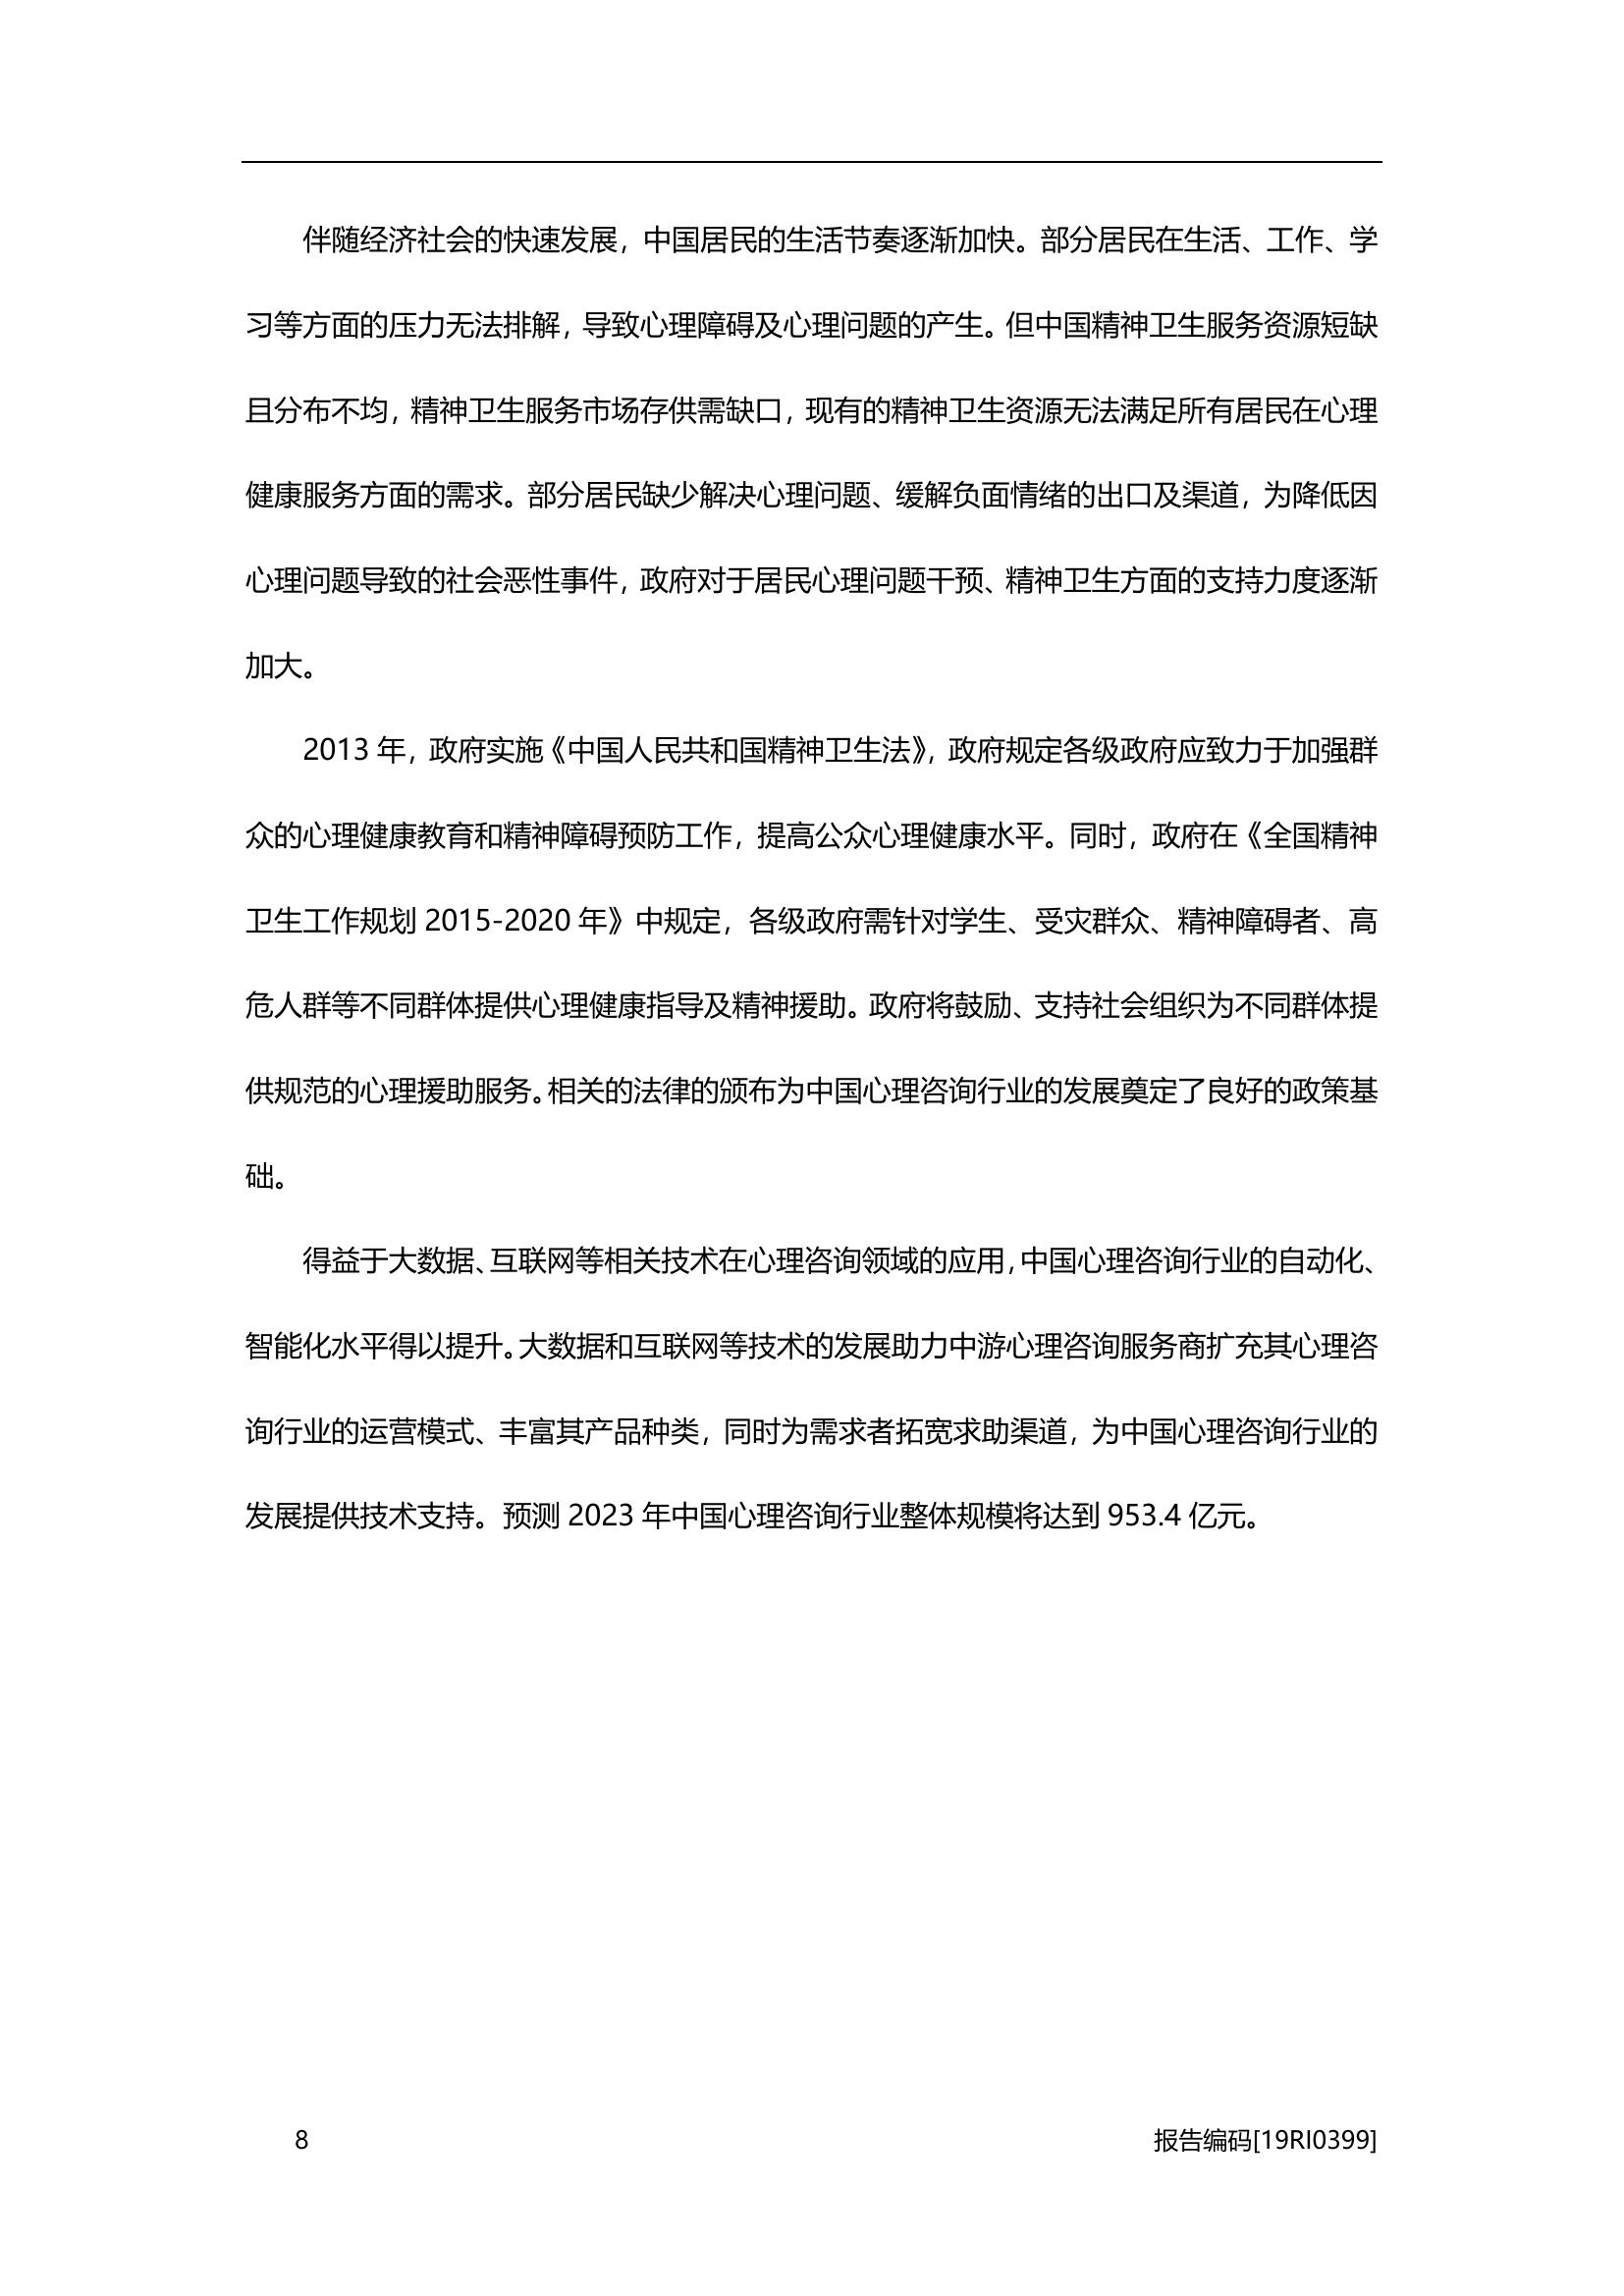 伴随经济社会的快速发展，中国居民的生活节奏逐渐加快。部分居民在生活、工作、学
习等方面的压力无法排解，导致心理障碍及心理问题的产生。但中国精神卫生服务资源短缺
且分布不均，精神卫生服务市场存供需缺口，现有的精神卫生资源无法满足所有居民在心理
健康服务方面的需求。部分居民缺少解决心理问题、缓解负面情绪的出口及渠道，为降低因
心理问题导致的社会恶性事件，政府对于居民心理问题干预、精神卫生方面的支持力度逐渐
加大。
2013 年，政府实施《中国人民共和国精神卫生法》，政府规定各级政府应致力于加强群
众的心理健康教育和精神障碍预防工作，提高公众心理健康水平。同时，政府在《全国精神
卫生工作规划 2015-2020 年》中规定，各级政府需针对学生、受灾群众、精神障碍者、高
危人群等不同群体提供心理健康指导及精神援助。政府将鼓励、支持社会组织为不同群体提
供规范的心理援助服务。相关的法律的颁布为中国心理咨询行业的发展奠定了良好的政策基
础。
得益于大数据、互联网等相关技术在心理咨询领域的应用，中国心理咨询行业的自动化、
智能化水平得以提升。大数据和互联网等技术的发展助力中游心理咨询服务商扩充其心理咨
询行业的运营模式、丰富其产品种类，同时为需求者拓宽求助渠道，为中国心理咨询行业的
发展提供技术支持。预测 2023 年中国心理咨询行业整体规模将达到 953.4 亿元。
8 报告编码[19RI0399]